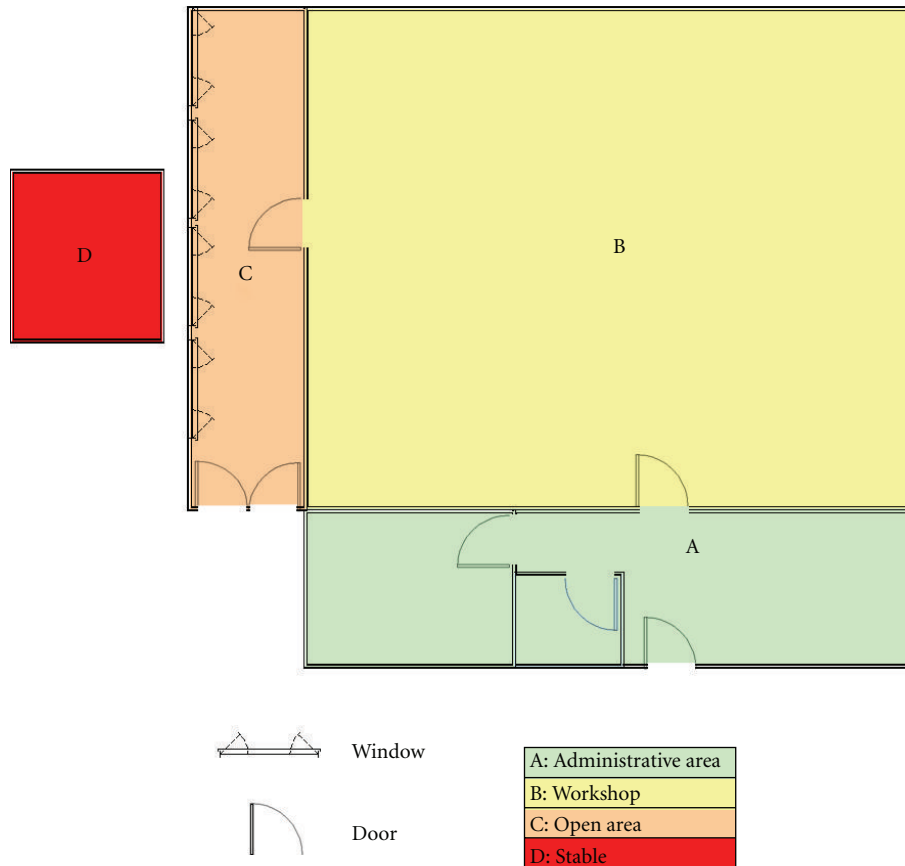 D
C
B
A
Window
Door
A: Administrative area
B: Workshop
C: Open area
D: Stable